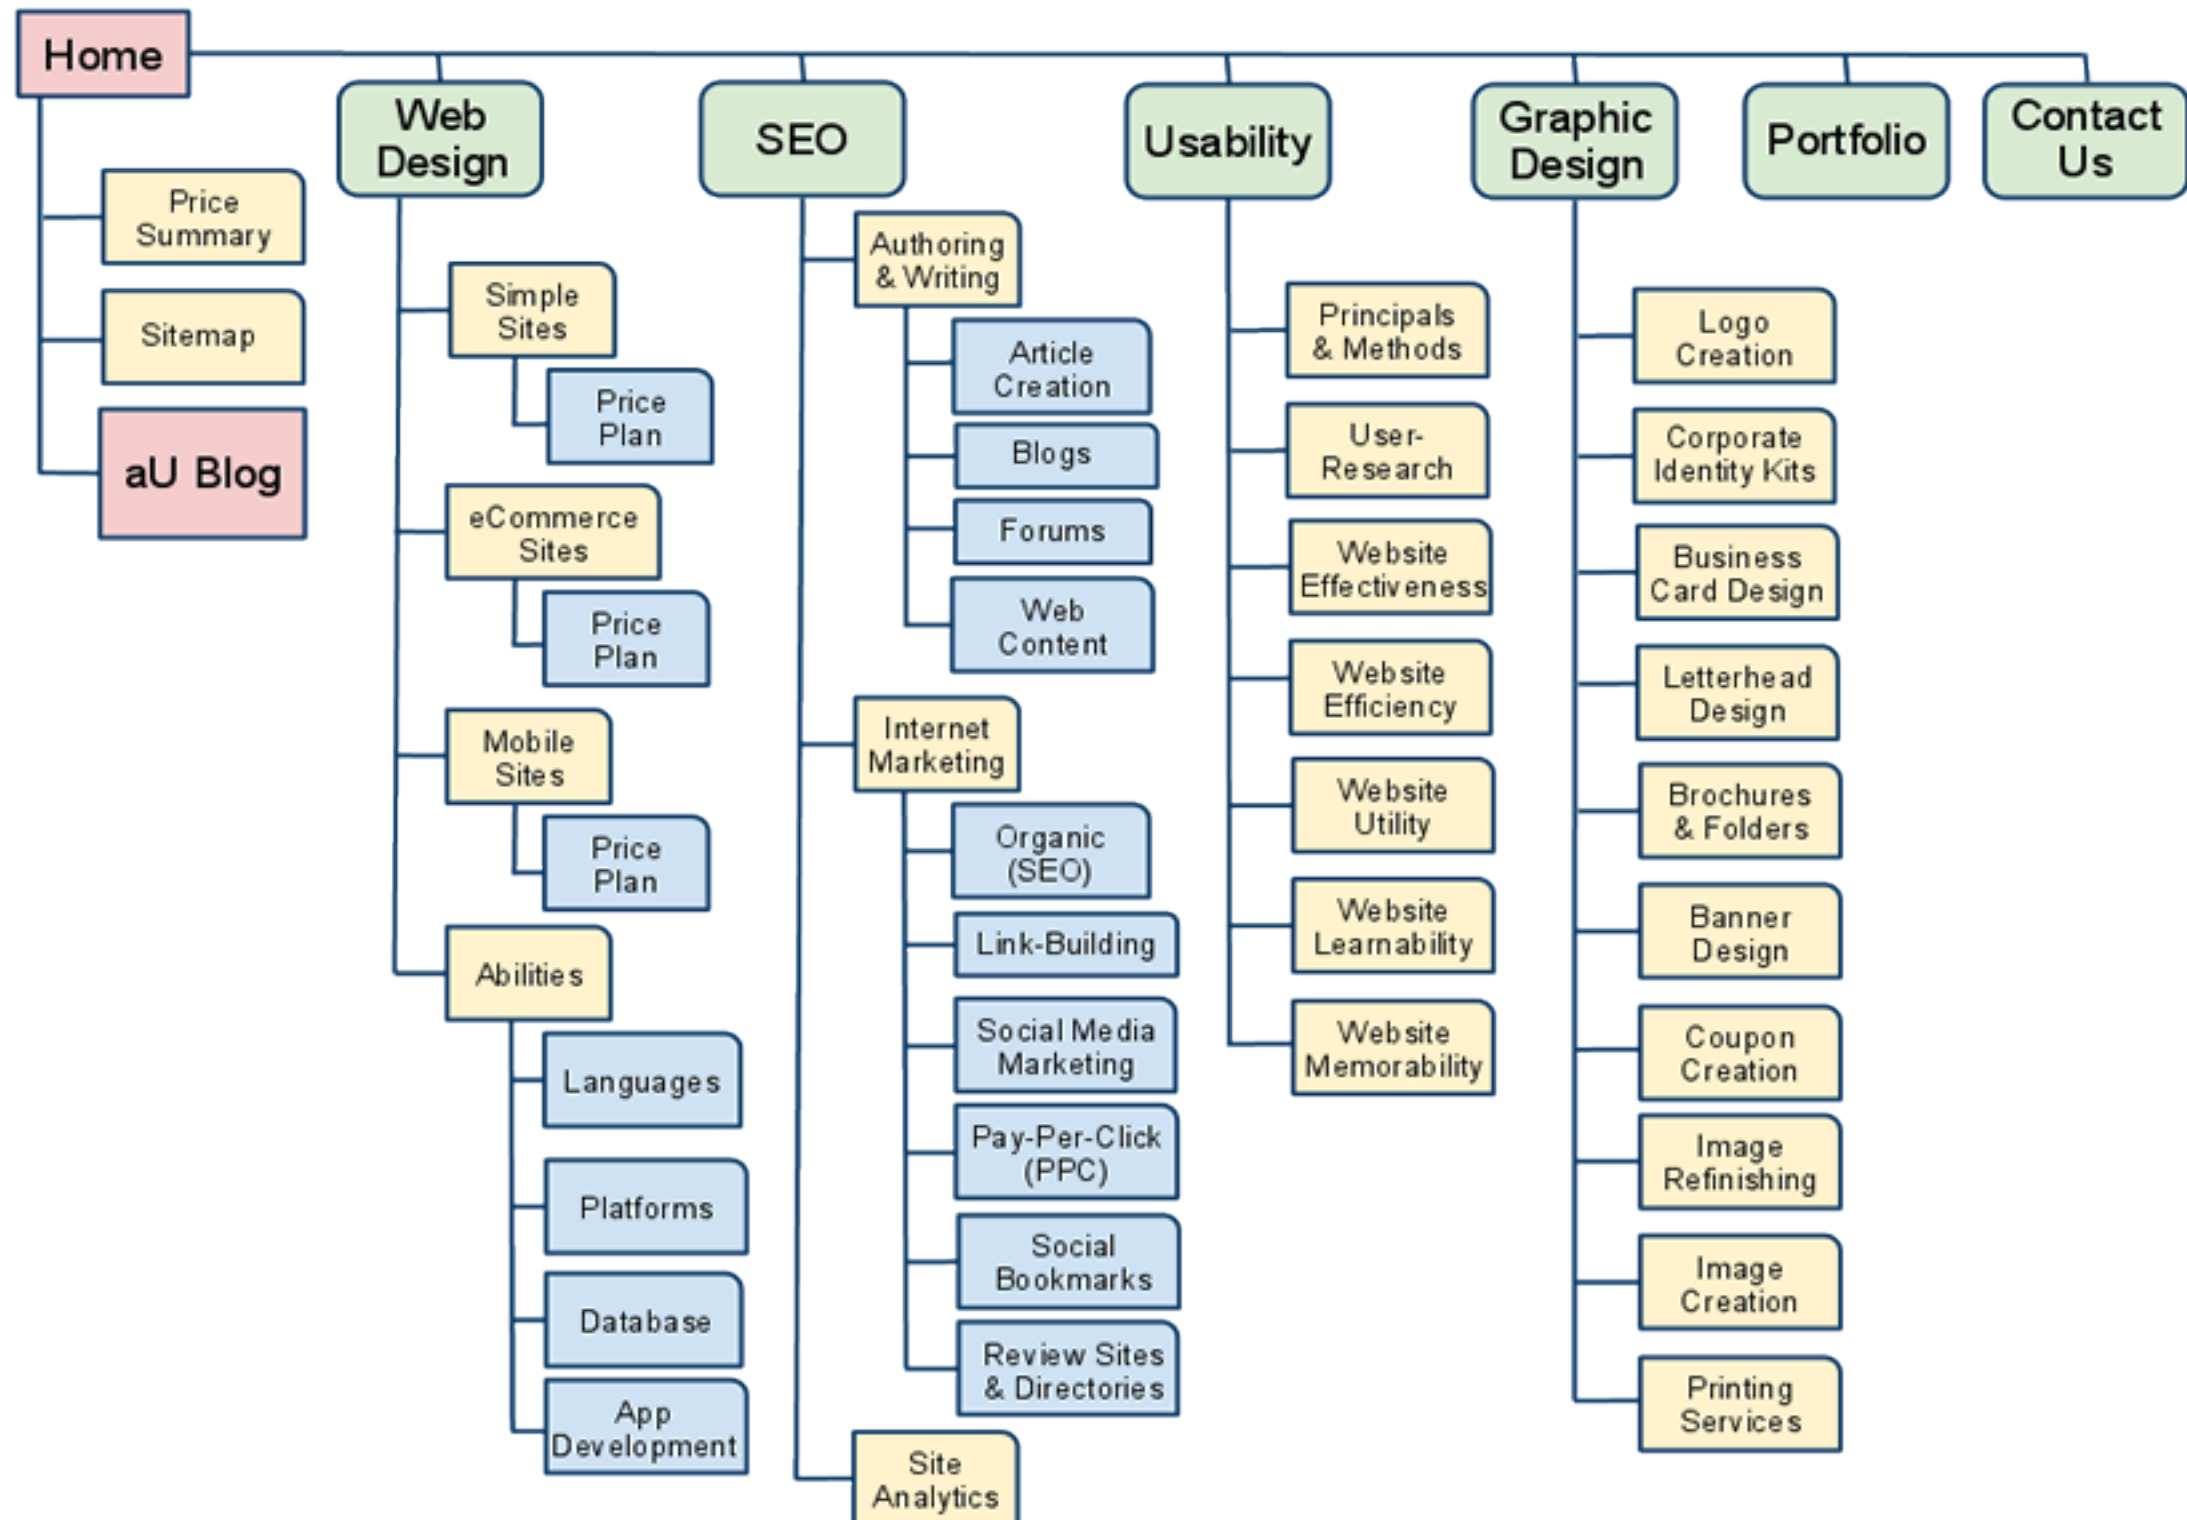 Home
Web
Design
SEO
Usability
Graphic
Design
Portfolio
Contact
Us
Price
Summary
Sitemap
aU Blog
Simple
Sites
Price
Plan
eCommerce
Sites
Price
Plan
Mobile
Sites
Price
Plan
Abilities
Languages
Platforms
Database
App
Development
Authoring
& Writing
Article
Creation
Blogs
Forums
Web
Content
Internet
Marketing
Organic
(SEO)
Link-Building
Social Media
Marketing
Pay-Per-Click
(PPC)
Social
Bookmarks
Review Sites
& Directories
Site
Analytics
Principals
& Methods
User-
Research
Website
Effectiveness
Website
Efficiency
Website
Utility
Website
Learnability
Website
Memorability
Logo
Creation
Corporate
Identity Kits
Business
Card Design
Letterhead
Design
Brochures
& Folders
Banner
Design
Coupon
Creation
Image
Refinishing
Image
Creation
Printing
Services